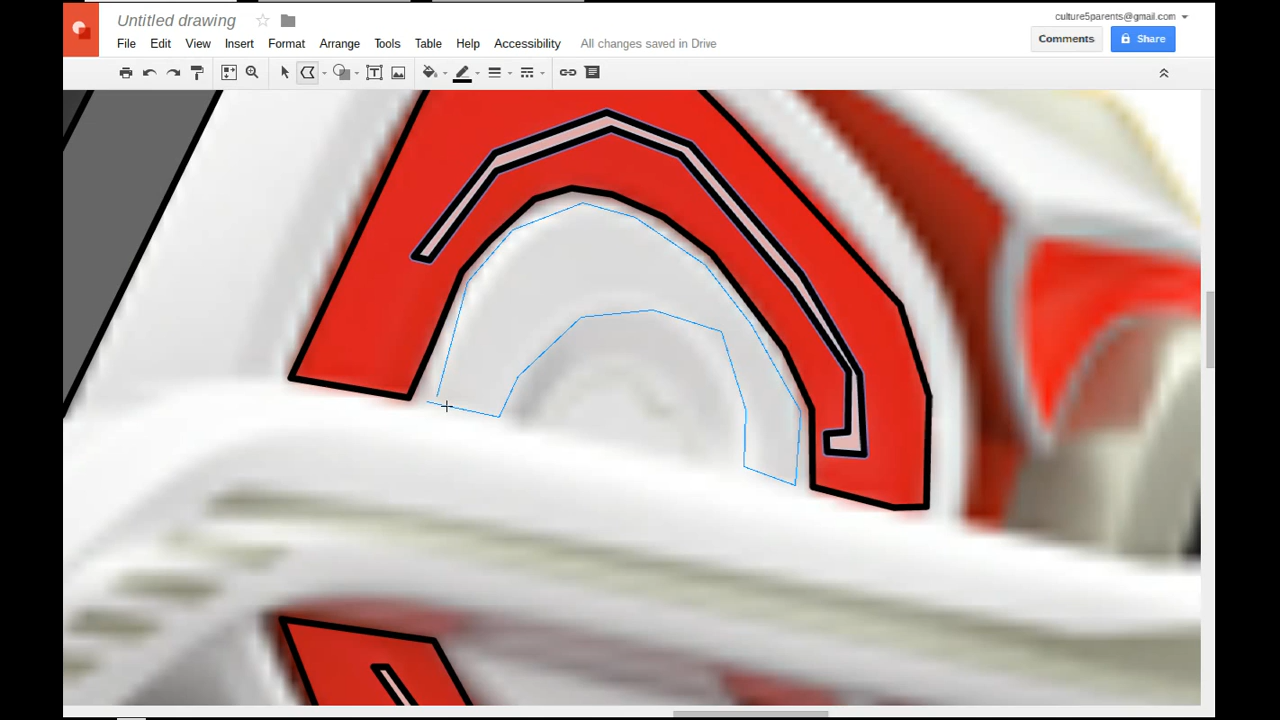 Untitled drawing
culture5parents@gmail.com
File Edit View Insert Format Arrange Tools Table Help Accessibility All changes saved in Drive
Comments Share